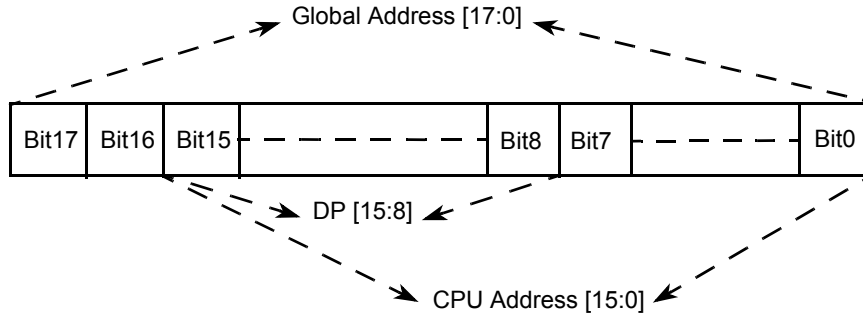 Global Address [17:0]
Bit17 Bit16 Bit15 Bit8 Bit7 Bit0
DP [15:8]
CPU Address [15:0]